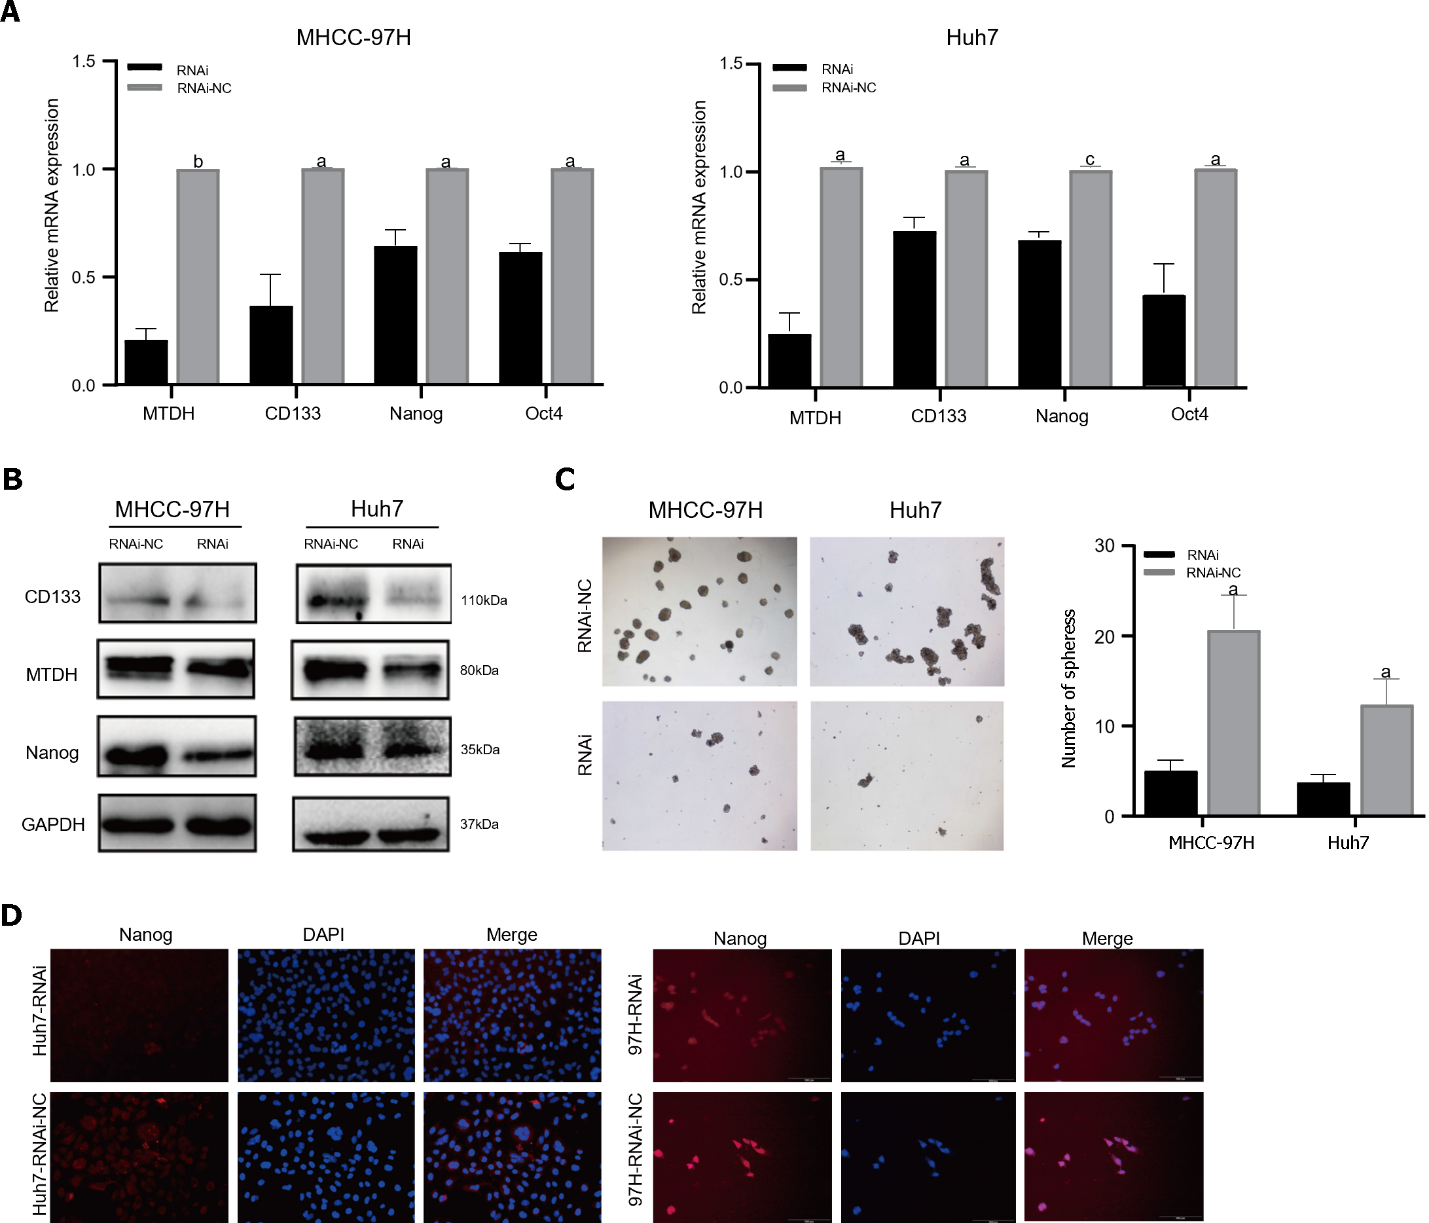 A
MHCC-97H
Relative mRNA expression
1.5
1.0
0.5
0.0
RNAi
RNAi-NC
b
a
a
a
MTDH
CD133
Nanog
Oct4
Huh7
Relative mRNA expression
1.5
1.0
0.5
0.0
RNAi
RNAi-NC
a
a
c
a
MTDH
CD133
Nanog
Oct4
B
MHCC-97H
Huh7
RNAi-NC
RNAi
RNAi-NC
RNAi
CD133
110kDa
MTDH
80kDa
Nanog
35kDa
GAPDH
37kDa
C
MHCC-97H
Huh7
RNAi-NC
RNAi
Number of spheress
30
20
10
0
RNAi
RNAi-NC
a
a
MHCC-97H
Huh7
D
Nanog
DAPI
Merge
Huh7-RNAi
Huh7-RNAi-NC
Nanog
DAPI
Merge
97H-RNAi
97H-RNAi-NC